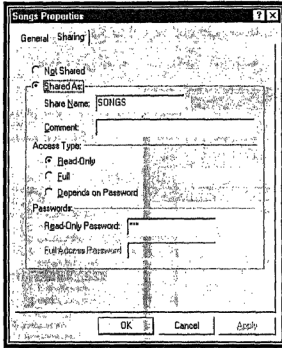 Songs Properties
General Sharing
Not Shared
Shared As:
Share Name: SONGS
Comment:
Access Type:
Read-Only
Full
Depends on Password
Passwords:
Read-Only Password: ***
Full Access Password
OK Cancel Apply